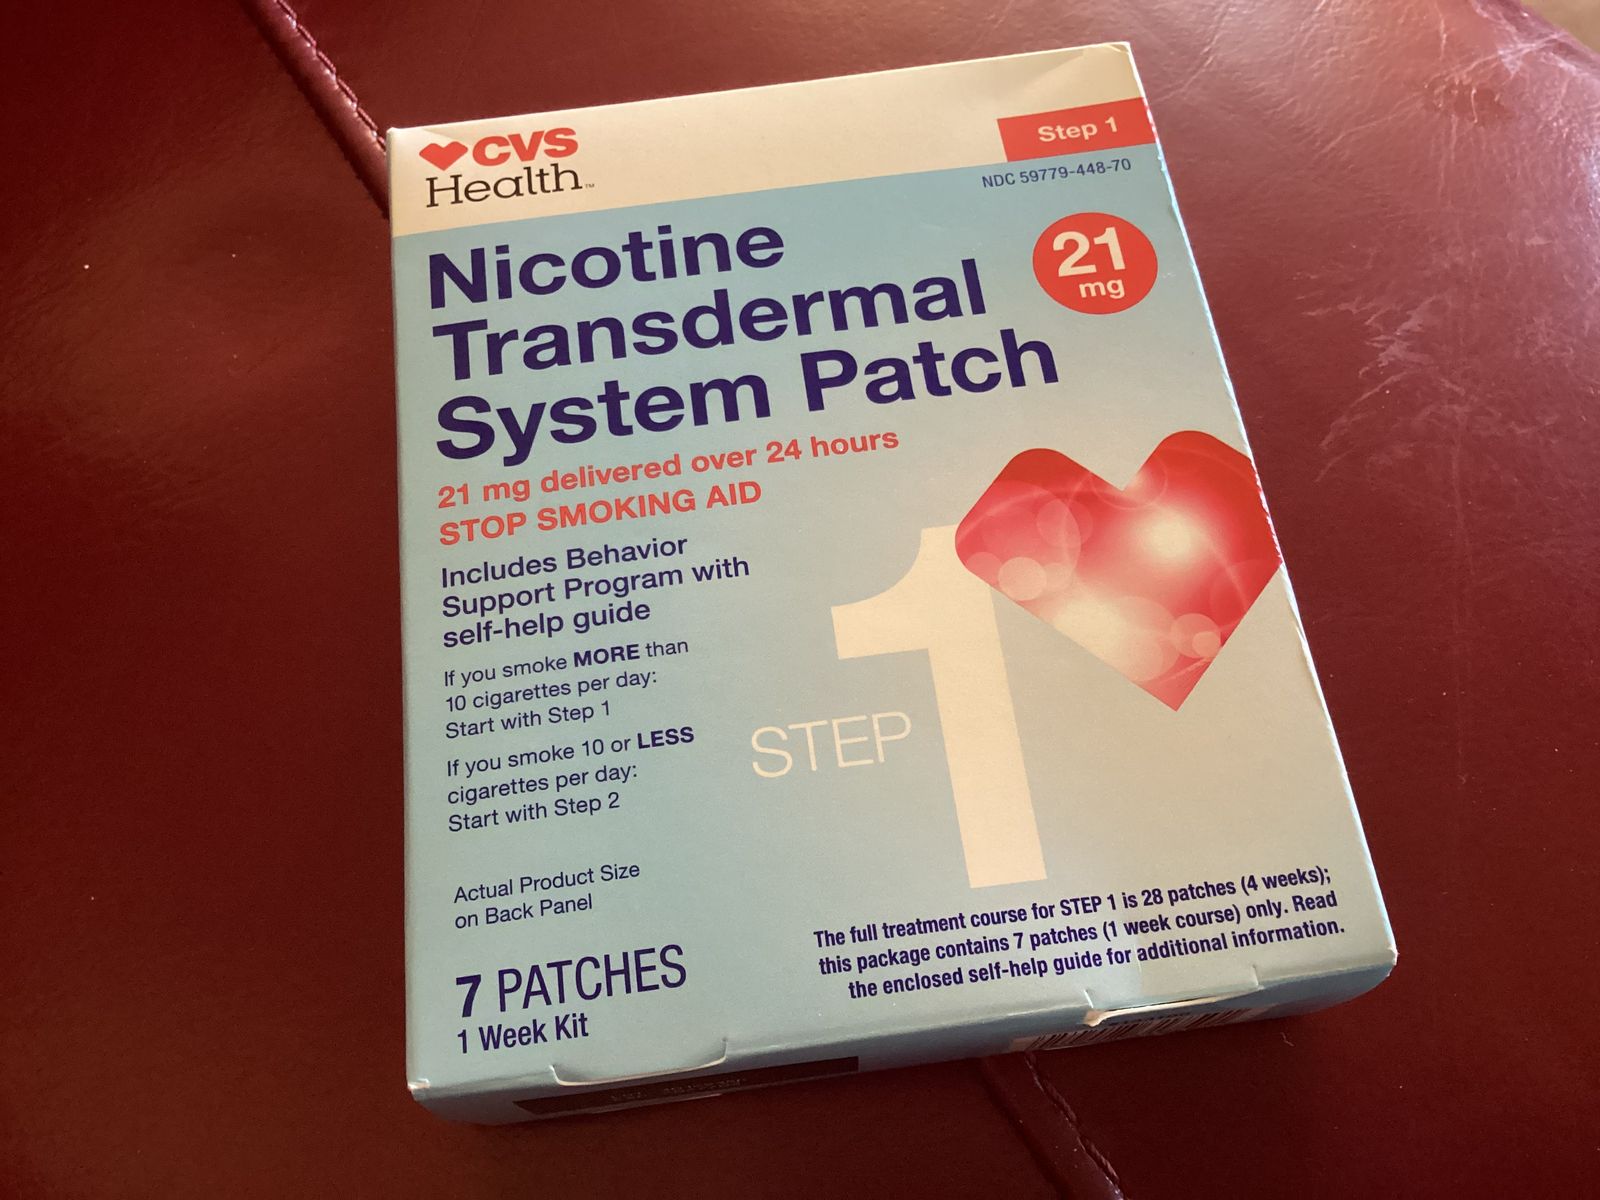 CVS
Health™
Step 1
NDC 59779-448-70
Nicotine
Transdermal
System Patch
21
mg
21 mg delivered over 24 hours
STOP SMOKING AID
Includes Behavior
Support Program with
self-help guide
If you smoke MORE than
10 cigarettes per day:
Start with Step 1
If you smoke 10 or LESS
cigarettes per day:
Start with Step 2
STEP 1
Actual Product Size
on Back Panel
7 PATCHES
1 Week Kit
The full treatment course for STEP 1 is 28 patches (4 weeks);
this package contains 7 patches (1 week course) only. Read
the enclosed self-help guide for additional information.